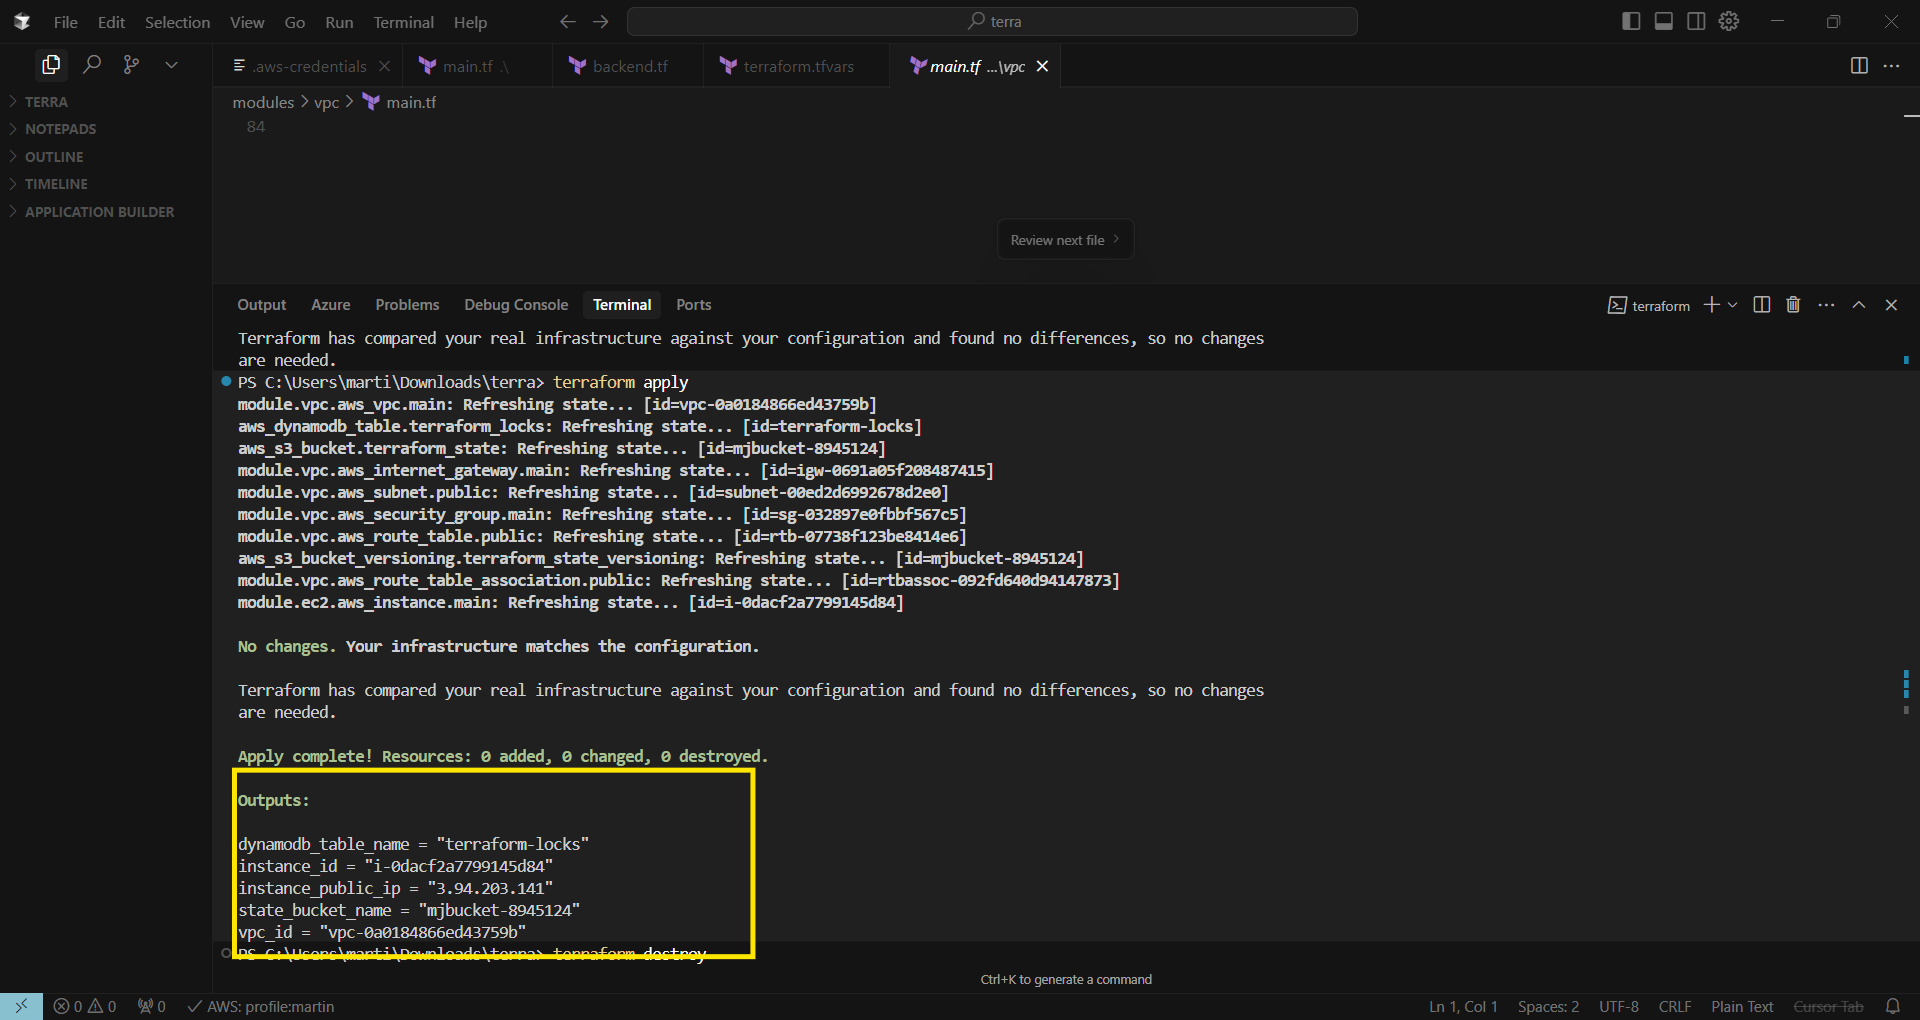 File Edit Selection View Go Run Terminal Help terra
.aws-credentials main.tf .\ backend.tf terraform.tfvars main.tf ...\vpc
TERRA
NOTEPADS
OUTLINE
TIMELINE
APPLICATION BUILDER
modules > vpc > main.tf
84
Review next file
Output Azure Problems Debug Console Terminal Ports terraform
Terraform has compared your real infrastructure against your configuration and found no differences, so no changes
are needed.
PS C:\Users\marti\Downloads\terra> terraform apply
module.vpc.aws_vpc.main: Refreshing state... [id=vpc-0a0184866ed43759b]
aws_dynamodb_table.terraform_locks: Refreshing state... [id=terraform-locks]
aws_s3_bucket.terraform_state: Refreshing state... [id=mjbucket-8945124]
module.vpc.aws_internet_gateway.main: Refreshing state... [id=igw-0691a05f208487415]
module.vpc.aws_subnet.public: Refreshing state... [id=subnet-00ed2d6992678d2e0]
module.vpc.aws_security_group.main: Refreshing state... [id=sg-032897e0fbbf567c5]
module.vpc.aws_route_table.public: Refreshing state... [id=rtb-07738f123be8414e6]
aws_s3_bucket_versioning.terraform_state_versioning: Refreshing state... [id=mjbucket-8945124]
module.vpc.aws_route_table_association.public: Refreshing state... [id=rtbassoc-092fd640d94147873]
module.ec2.aws_instance.main: Refreshing state... [id=i-0dacf2a7799145d84]
No changes. Your infrastructure matches the configuration.
Terraform has compared your real infrastructure against your configuration and found no differences, so no changes
are needed.
Apply complete! Resources: 0 added, 0 changed, 0 destroyed.
Outputs:
dynamodb_table_name = "terraform-locks"
instance_id = "i-0dacf2a7799145d84"
instance_public_ip = "3.94.203.141"
state_bucket_name = "mjbucket-8945124"
vpc_id = "vpc-0a0184866ed43759b"
PS C:\Users\marti\Downloads\terra> terraform destroy
Ctrl+K to generate a command
0 0 0 AWS: profile:martin Ln 1, Col 1 Spaces: 2 UTF-8 CRLF Plain Text Cursor Tab